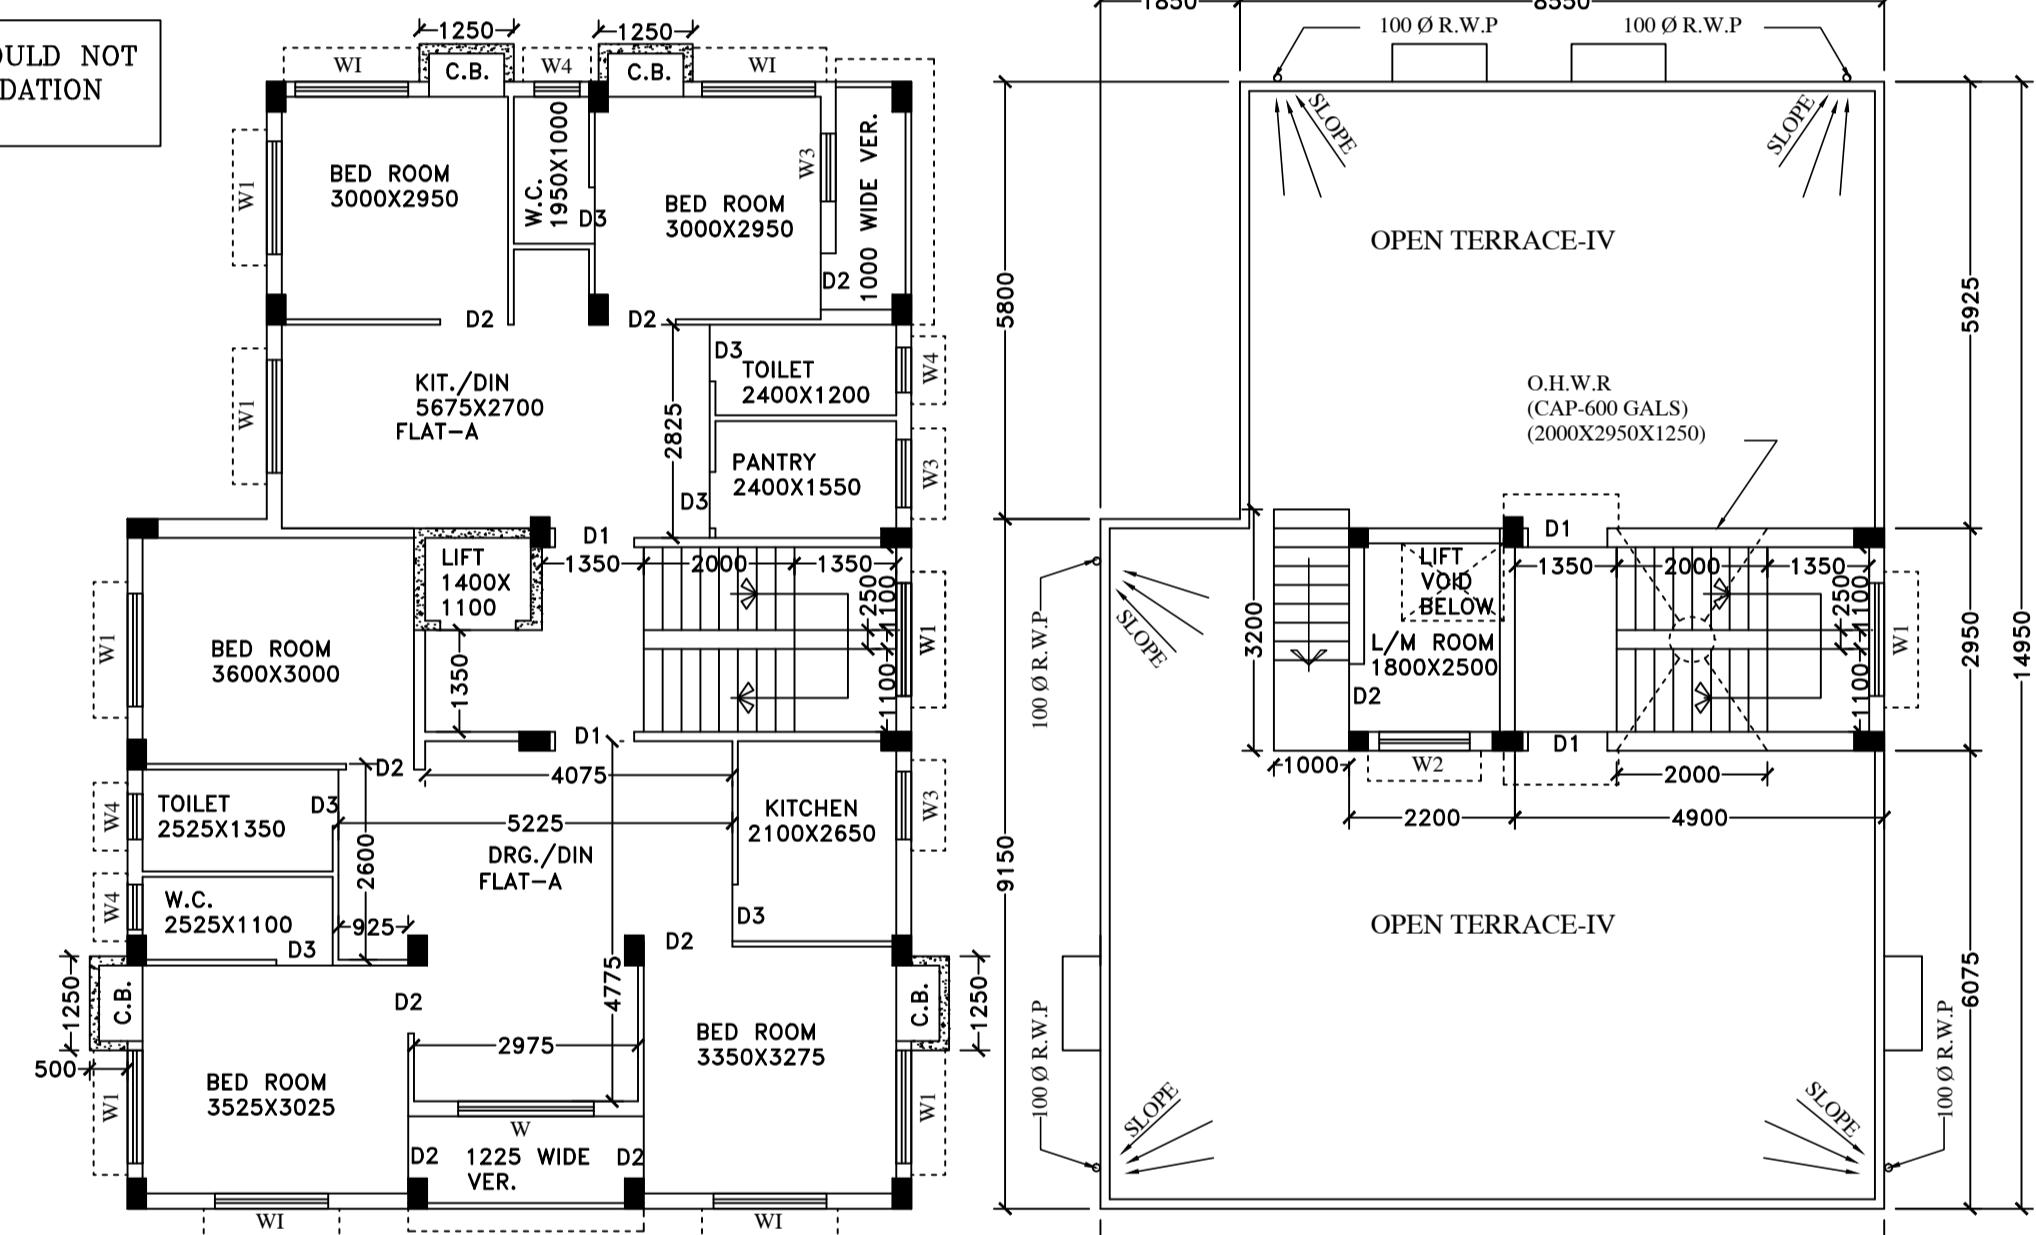 OULD NOT
DATION
1250
1250
WI
C.B.
W4
C.B.
WI
W1
BED ROOM
3000X2950
W.C.
1950X1000
D3
BED ROOM
3000X2950
W3
1000 WIDE VER.
D2
D2
D2
W1
KIT./DIN
5675X2700
FLAT-A
2825
D3
TOILET
2400X1200
W4
PANTRY
2400X1550
D3
W3
D1
LIFT
1400X
1100
1350
2000
1350
250
1100
1100
W1
1350
W1
BED ROOM
3600X3000
D1
D2
4075
TOILET
2525X1350
D3
W4
5225
KITCHEN
2100X2650
W3
DRG./DIN
FLAT-A
2600
W.C.
2525X1100
W4
925
D3
D3
D2
1250
C.B.
D2
4775
C.B.
1250
2975
BED ROOM
3350X3275
500
BED ROOM
3525X3025
W1
W1
W
D2
1225 WIDE
VER.
D2
WI
WI
1850
8550
100 Ø R.W.P
100 Ø R.W.P
SLOPE
SLOPE
OPEN TERRACE-IV
5800
5925
14950
O.H.W.R
(CAP-600 GALS)
(2000X2950X1250)
D1
LIFT
VOID
BELOW
1350
2000
1350
250
1100
1100
W1
2950
100 Ø R.W.P
SLOPE
3200
L/M ROOM
1800X2500
D2
D1
W2
1000
2000
2200
4900
9150
OPEN TERRACE-IV
6075
100 Ø R.W.P
SLOPE
SLOPE
100 Ø R.W.P